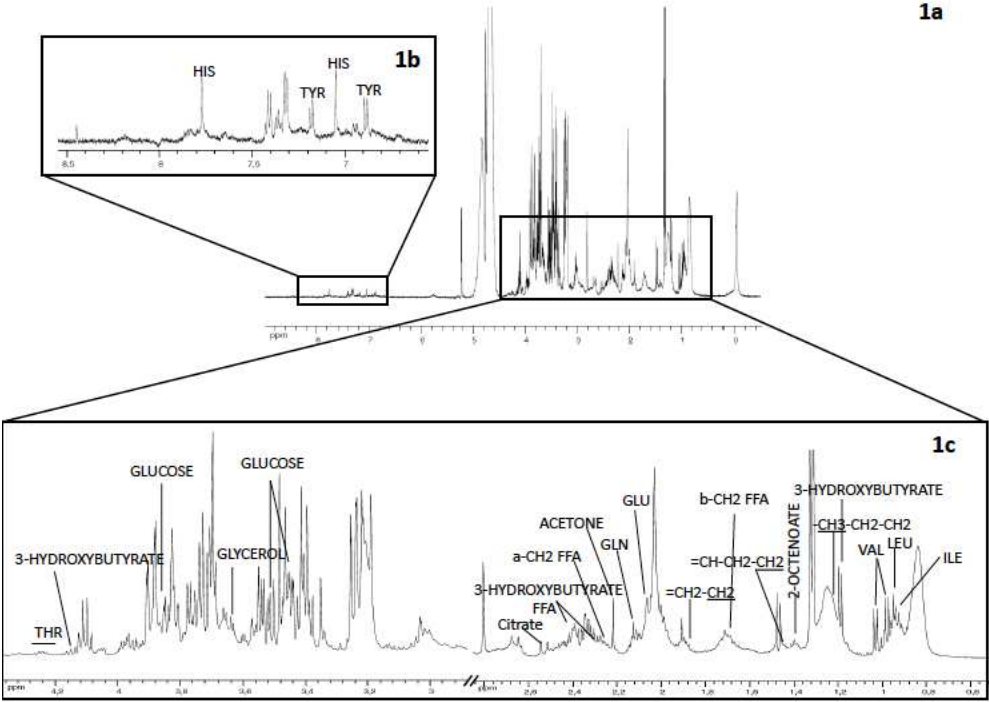 1a
1b
HIS
HIS
TYR
TYR
8,5 8 7,5 7
ppm 8 7 6 5 4 3 2 1 0
1c
GLUCOSE
GLUCOSE
3-HYDROXYBUTYRATE
GLYCEROL
THR
3-HYDROXYBUTYRATE
-CH3-CH2-CH2
b-CH2 FFA
GLU
ACETONE
GLN
a-CH2 FFA
2-OCTENOATE
VAL
LEU
ILE
=CH-CH2-CH2
3-HYDROXYBUTYRATE
=CH2-CH2
FFA
Citrate
ppm 4,2 4 3,8 3,6 3,4 3,2 3 ppm 2,6 2,4 2,2 2 1,8 1,6 1,4 1,2 1 0,8 0,6